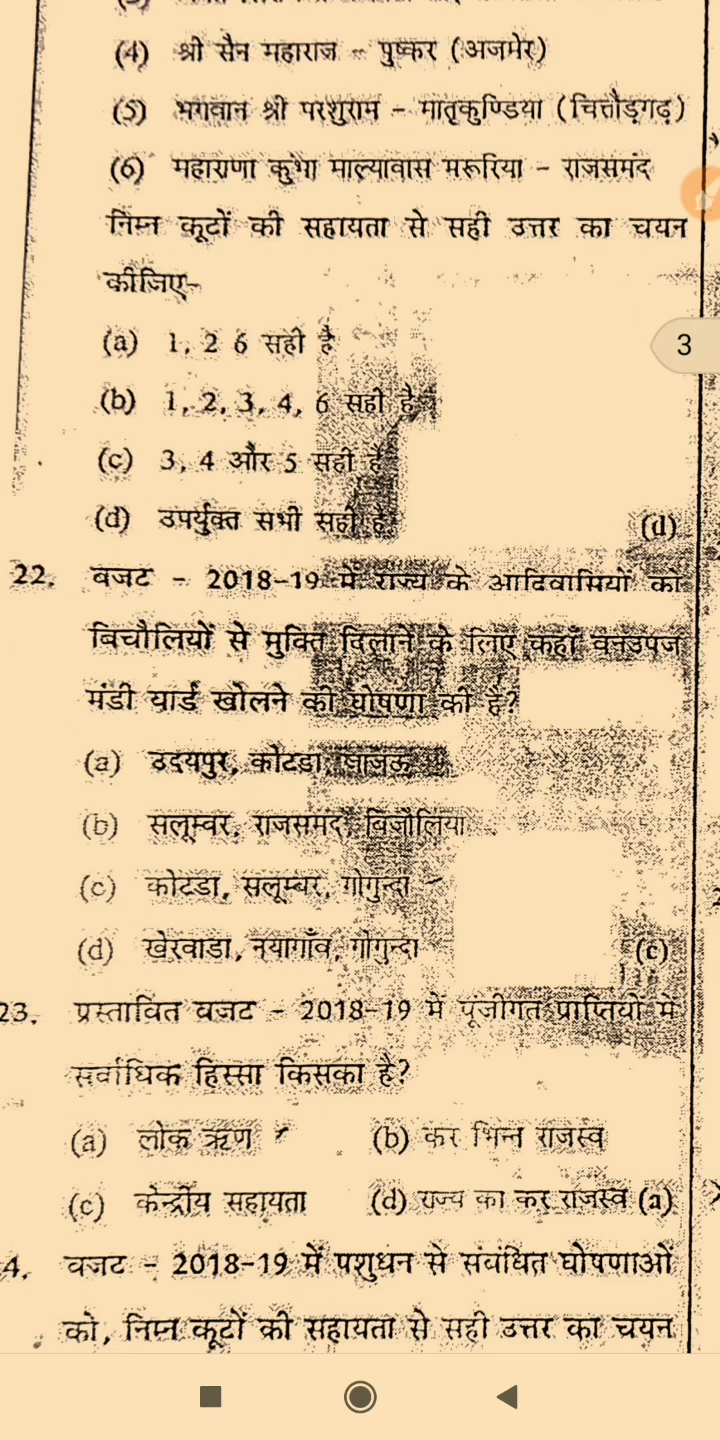 (4) श्री सैन महाराज - पुष्कर (अजमेर)
(5) भगवान श्री परशुराम - मातृकुण्डिया (चित्तौड़गढ़)
(6) महाराणा कुंभा माल्यावास मरूरिया - राजसमंद
निम्न कूटों की सहायता से सही उत्तर का चयन
कीजिए-
(a) 1, 2 6 सही है
(b) 1, 2, 3, 4, 6 सही है
(c) 3, 4 और 5 सही है
(d) उपर्युक्त सभी सही है (d)
22. बजट - 2018-19 में राज्य के आदिवासियों को
बिचौलियों से मुक्ति दिलाने के लिए कहाँ वनउपज
मंडी यार्ड खोलने की घोषणा की है?
(a) उदयपुर, कोटडा, जाजऊ
(b) सलूम्बर, राजसमंद, बिजौलिया
(c) कोटडा, सलूम्बर, गोगुन्दा
(d) खेरवाडा, नयागाँव, गोगुन्दा (c)
23. प्रस्तावित बजट - 2018-19 में पूंजीगत प्राप्तियों में
सर्वाधिक हिस्सा किसका है?
(a) लोक ऋण (b) कर भिन्न राजस्व
(c) केन्द्रीय सहायता (d) राज्य का कर राजस्व (a)
4. बजट - 2018-19 में पशुधन से संबंधित घोषणाओं
को, निम्न कूटों की सहायता से सही उत्तर का चयन
3